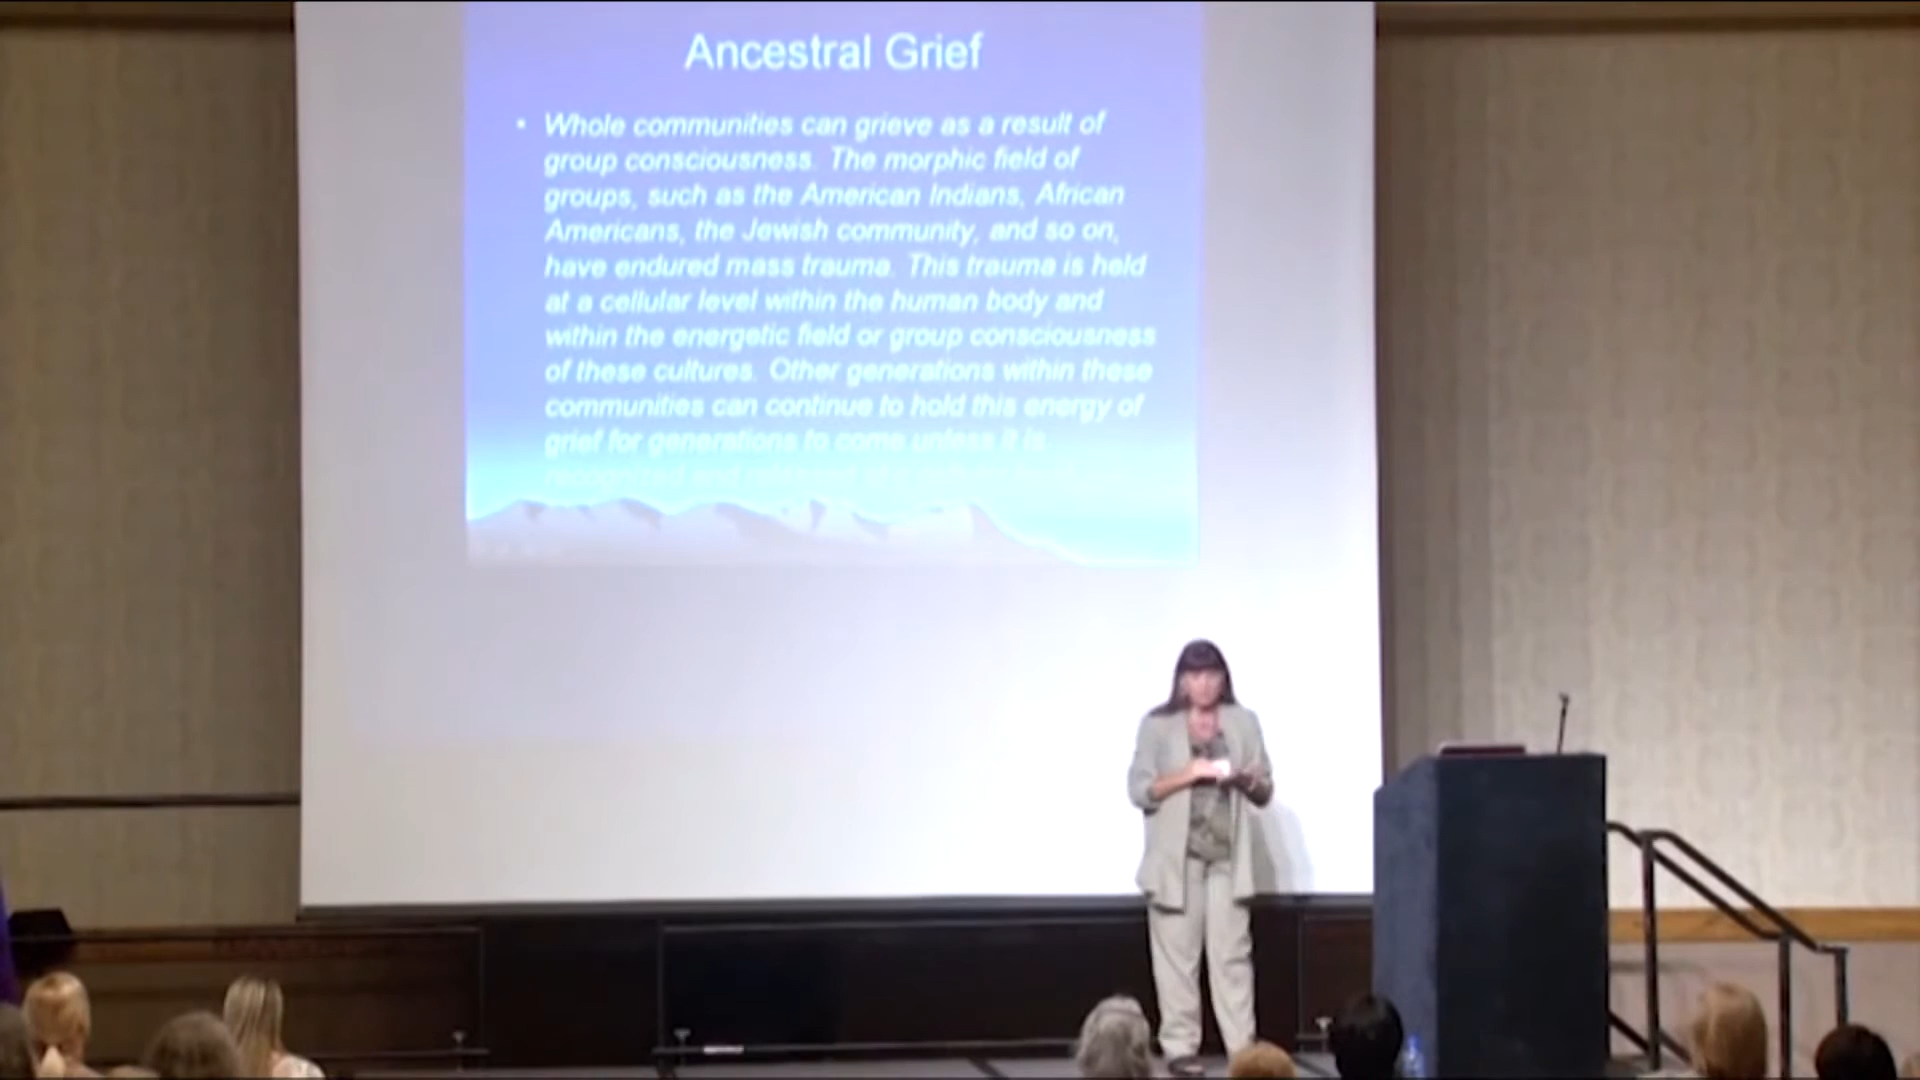 Ancestral Grief
• Whole communities can grieve as a result of
group consciousness. The morphic field of
groups, such as the American Indians, African
Americans, the Jewish community, and so on,
have endured mass trauma. This trauma is held
at a cellular level within the human body and
within the energetic field or group consciousness
of these cultures. Other generations within these
communities can continue to hold this energy of
grief for generations to come unless it is
recognized and